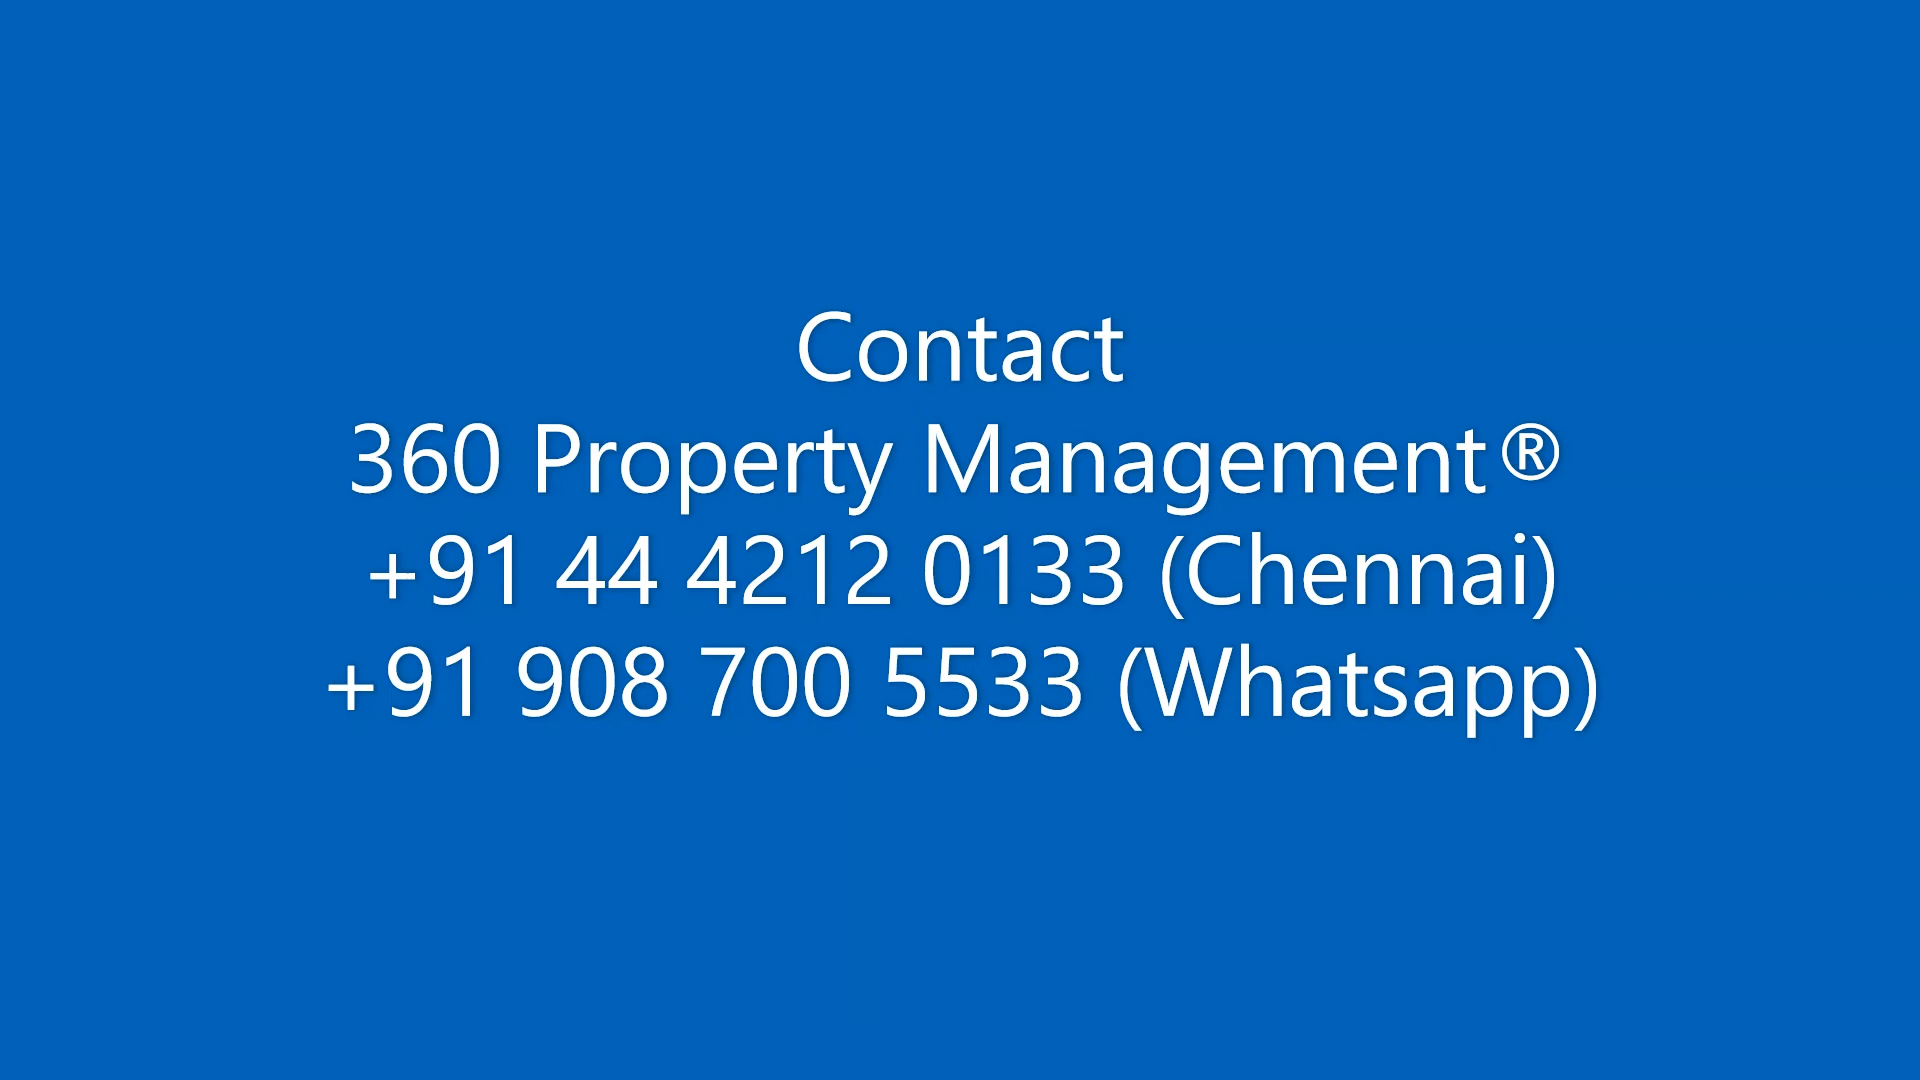 Contact
360 Property Management®
+91 44 4212 0133 (Chennai)
+91 908 700 5533 (Whatsapp)